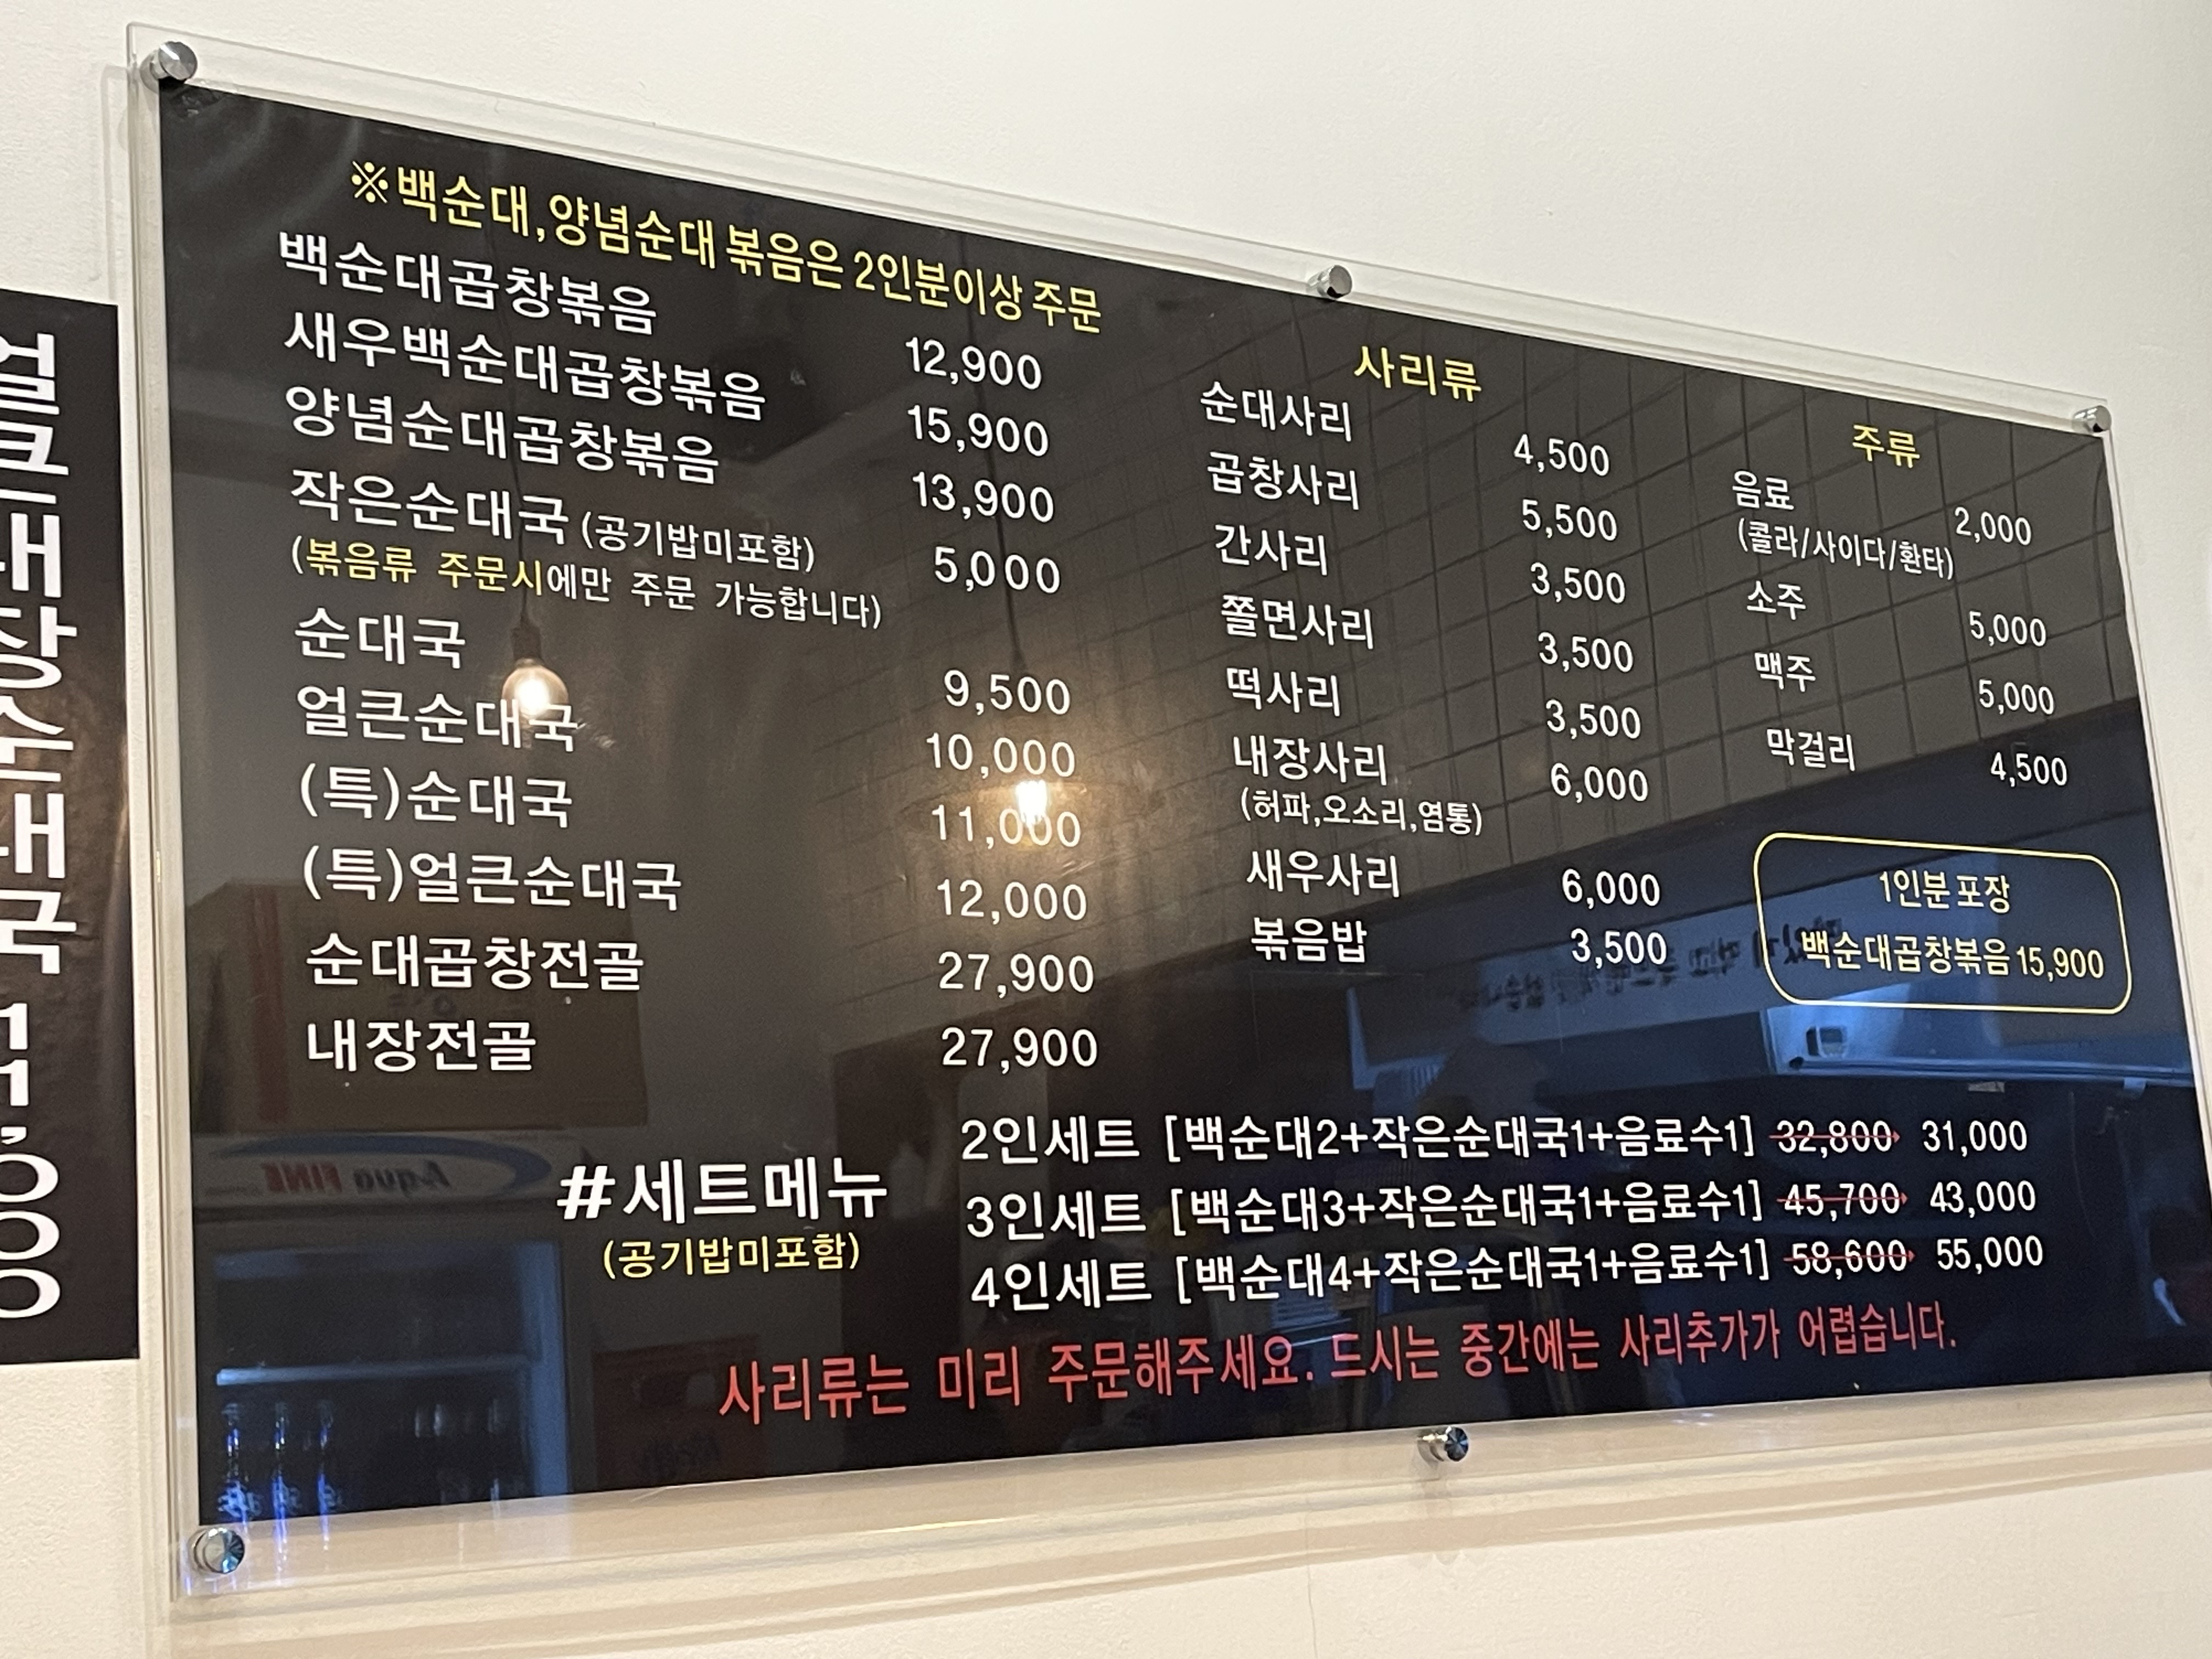 ※백순대,양념순대 볶음은 2인분이상 주문
백순대곱창볶음 12,900
새우백순대곱창볶음 15,900
양념순대곱창볶음 13,900
작은순대국 (공기밥미포함) 5,000
(볶음류 주문시에만 주문 가능합니다)
순대국 9,500
얼큰순대국 10,000
(특)순대국 11,000
(특)얼큰순대국 12,000
순대곱창전골 27,900
내장전골 27,900
사리류
순대사리 4,500
곱창사리 5,500
간사리 3,500
쫄면사리 3,500
떡사리 3,500
내장사리 6,000
(허파,오소리,염통)
새우사리 6,000
볶음밥 3,500
주류
음료 2,000
(콜라/사이다/환타)
소주 5,000
맥주 5,000
막걸리 4,500
1인분 포장
백순대곱창볶음 15,900
#세트메뉴
(공기밥미포함)
2인세트 [백순대2+작은순대국1+음료수1] 32,800 31,000
3인세트 [백순대3+작은순대국1+음료수1] 45,700 43,000
4인세트 [백순대4+작은순대국1+음료수1] 58,600 55,000
사리류는 미리 주문해주세요. 드시는 중간에는 사리추가가 어렵습니다.
Aqua FINE